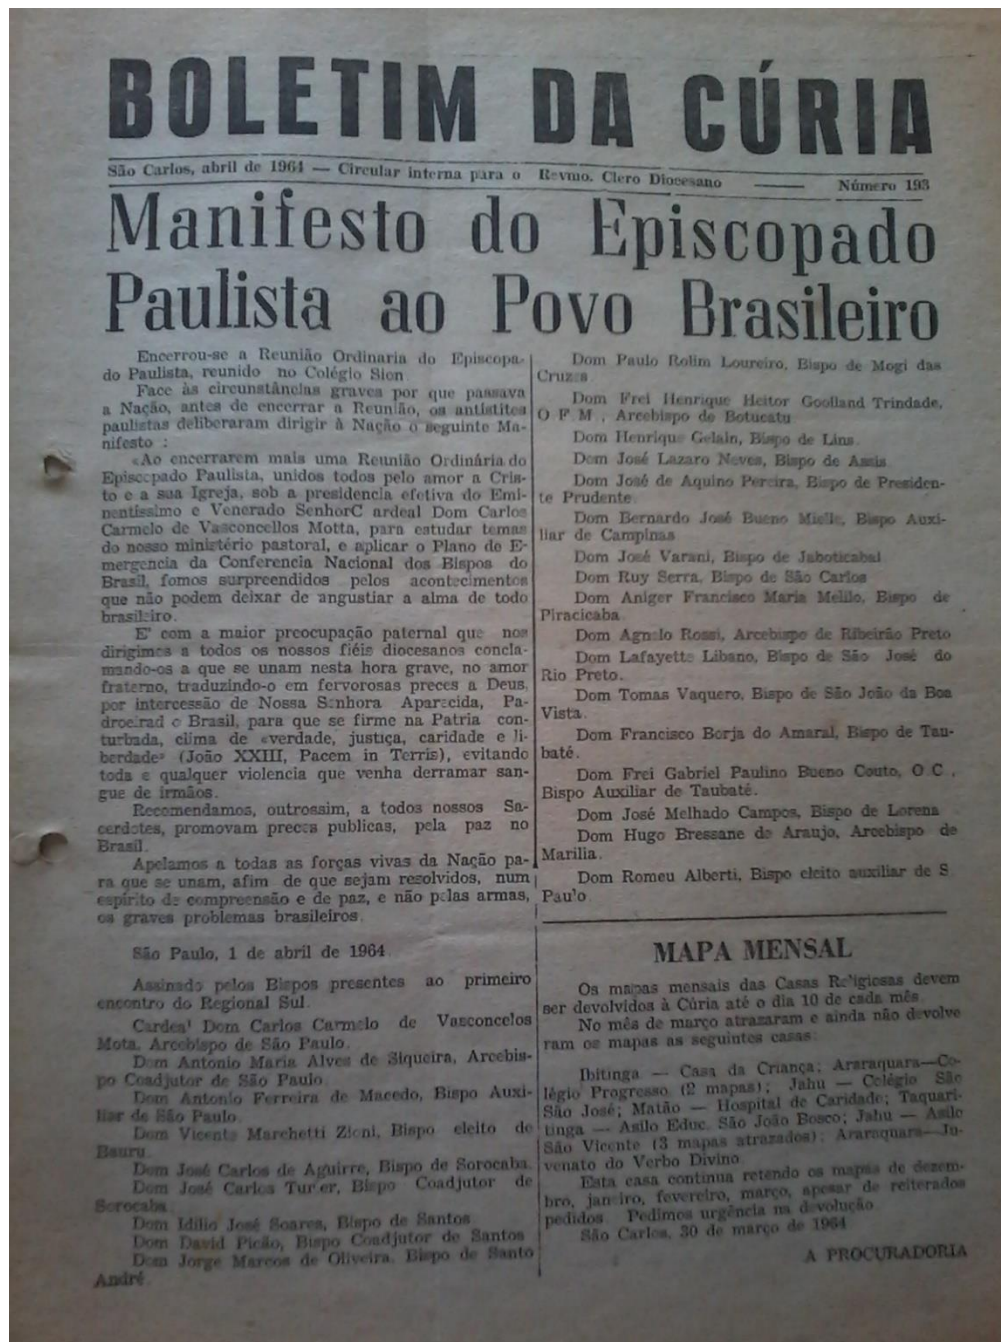 BOLETIM DA CÚRIA
São Carlos, abril de 1964 — Circular interna para o Revmo. Clero Diocesano —— Número 193
Manifesto do Episcopado
Paulista ao Povo Brasileiro
Encerrou-se a Reunião Ordinaria do Episcopa-
do Paulista, reunido no Colégio Sion
Face às circunstâncias graves por que passava
a Nação, antes de encerrar a Reunião, os antistites
paulistas deliberaram dirigir à Nação o seguinte Ma-
nifesto :
«Ao encerrarem mais uma Reunião Ordinária do
Episcopado Paulista, unidos todos pelo amor a Cris-
to e a sua Igreja, sob a presidencia efetiva do Emi-
nentissimo e Venerado SenhorC ardeal Dom Carlos
Carmelo de Vasconcellos Motta, para estudar temas
do nosso ministério pastoral, e aplicar o Plano de E-
mergencia da Conferencia Nacional dos Bispos do
Brasil, fomos surpreendidos pelos acontecimentos
que não podem deixar de angustiar a alma de todo
brasileiro.
E' com a maior preocupação paternal que nos
dirigimos a todos os nossos fiéis diocesanos concla-
mando-os a que se unam nesta hora grave, no amor
fraterno, traduzindo-o em fervorosas preces a Deus,
por intercessão de Nossa Senhora Aparecida, Pa-
droeirad o Brasil, para que se firme na Patria con-
turbada, clima de «verdade, justiça, caridade e li-
berdade» (João XXIII, Pacem in Terris), evitando
toda e qualquer violencia que venha derramar san-
gue de irmãos.
Recomendamos, outrossim, a todos nossos Sa-
cerdotes, promovam preces publicas, pela paz no
Brasil.
Apelamos a todas as forças vivas da Nação pa-
ra que se unam, afim de que sejam resolvidos, num
espirito de compreensão e de paz, e não pelas armas,
os graves problemas brasileiros.
São Paulo, 1 de abril de 1964.
Assinado pelos Bispos presentes ao primeiro
encontro do Regional Sul.
Cardeal Dom Carlos Carmelo de Vasconcelos
Mota, Arcebispo de São Paulo.
Dom Antonio Maria Alves de Siqueira, Arcebis-
po Coadjutor de São Paulo
Dom Antonio Ferreira de Macedo, Bispo Auxi-
liar de São Paulo.
Dom Vicente Marchetti Zioni, Bispo eleito de
Bauru.
Dom José Carlos de Aguirre, Bispo de Sorocaba.
Dom José Carlos Tur er, Bispo Coadjutor de
Sorocaba.
Dom Idilio José Soares, Bispo de Santos
Dom David Picão, Bispo Coadjutor de Santos
Dom Jorge Marcos de Oliveira, Bispo de Santo
André.
Dom Paulo Rolim Loureiro, Bispo de Mogi das
Cruzes
Dom Frei Henrique Heitor Goolland Trindade,
O F M , Arcebispo de Botucatu
Dom Henrique Gelain, Bispo de Lins.
Dom José Lazaro Neves, Bispo de Assis
Dom José de Aquino Pereira, Bispo de Presiden-
te Prudente
Dom Bernardo José Bueno Mielle, Bispo Auxi-
liar de Campinas
Dom José Varani, Bispo de Jaboticabal
Dom Ruy Serra, Bispo de São Carlos
Dom Aniger Francisco Maria Melilo, Bispo de
Piracicaba
Dom Agnelo Rossi, Arcebispo de Ribeirão Preto
Dom Lafayette Libano, Bispo de São José do
Rio Preto.
Dom Tomas Vaquero, Bispo de São João da Boa
Vista.
Dom Francisco Borja do Amaral, Bispo de Tau-
baté.
Dom Frei Gabriel Paulino Bueno Couto, O C ,
Bispo Auxiliar de Taubaté.
Dom José Melhado Campos, Bispo de Lorena
Dom Hugo Bressane de Araujo, Arcebispo de
Marilia.
Dom Romeu Alberti, Bispo eleito auxiliar de S
Paulo
MAPA MENSAL
Os mapas mensais das Casas Religiosas devem
ser devolvidos à Cúria até o dia 10 de cada mês.
No mês de março atrazaram e ainda não devolve
ram os mapas as seguintes casas:
Ibitinga — Casa da Criança; Araraquara—Co-
légio Progresso (2 mapas); Jahu — Colégio São
São José; Matão — Hospital de Caridade; Taquari-
tinga — Asilo Educ. São João Bosco; Jahu — Asilo
São Vicente (3 mapas atrazados); Araraquara—Ju-
venato do Verbo Divino
Esta casa continua retendo os mapas de dezem-
bro, janeiro, fevereiro, março, apesar de reiterados
pedidos. Pedimos urgência na devolução.
São Carlos, 30 de março de 1964
A PROCURADORIA